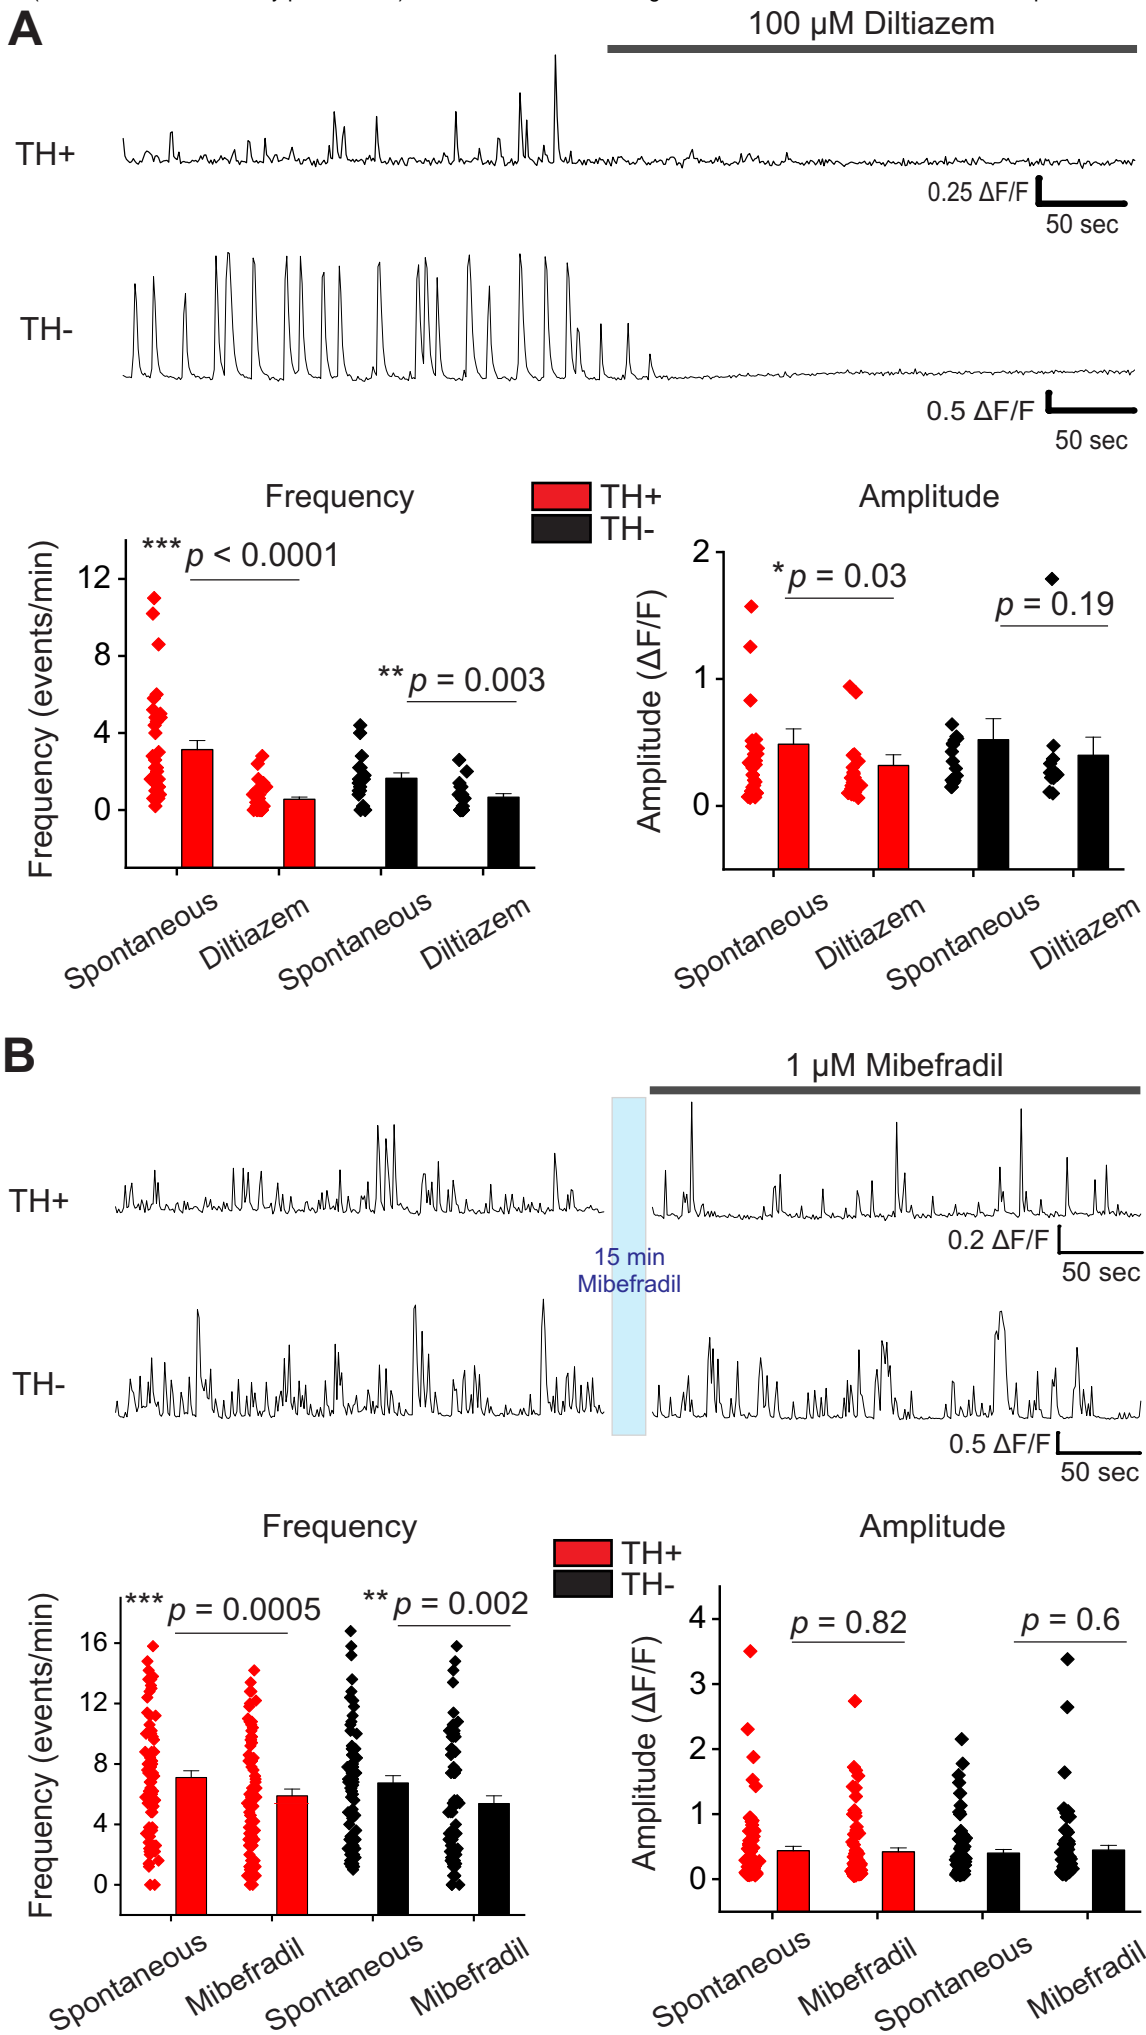 A
100 µM Diltiazem
TH+
0.25 ΔF/F
50 sec
TH-
0.5 ΔF/F
50 sec
Frequency
TH+
TH-
Amplitude
Frequency (events/min)
12
8
4
0
*** p < 0.0001
** p = 0.003
Spontaneous
Diltiazem
Spontaneous
Diltiazem
Amplitude (ΔF/F)
2
1
0
* p = 0.03
p = 0.19
Spontaneous
Diltiazem
Spontaneous
Diltiazem
B
1 µM Mibefradil
TH+
0.2 ΔF/F
50 sec
15 min
Mibefradil
TH-
0.5 ΔF/F
50 sec
Frequency
TH+
TH-
Amplitude
Frequency (events/min)
16
12
8
4
0
*** p = 0.0005
** p = 0.002
Spontaneous
Mibefradil
Spontaneous
Mibefradil
Amplitude (ΔF/F)
4
3
2
1
0
p = 0.82
p = 0.6
Spontaneous
Mibefradil
Spontaneous
Mibefradil